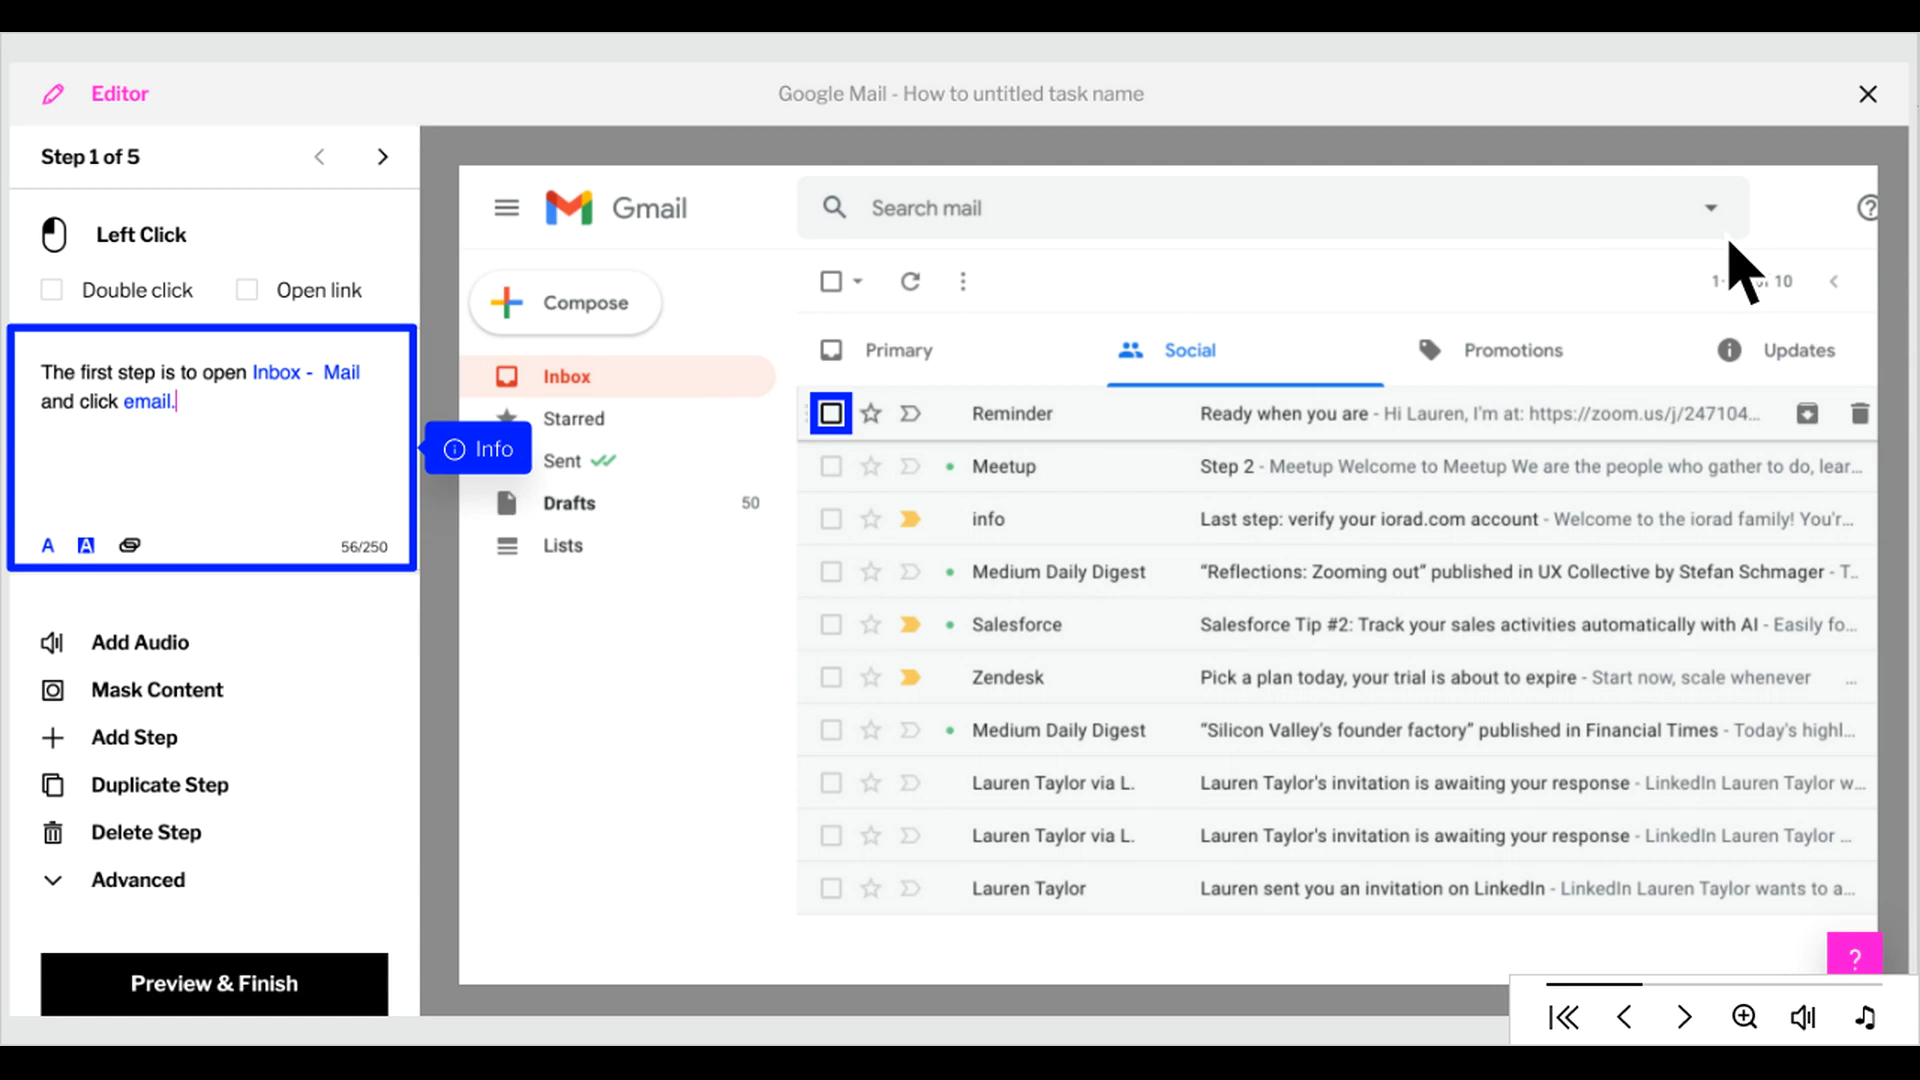 Editor
Google Mail - How to untitled task name
Step 1 of 5
Left Click
Double click
Open link
The first step is to open Inbox - Mail
and click email.
A A 56/250
Info
Add Audio
Mask Content
Add Step
Duplicate Step
Delete Step
Advanced
Preview & Finish
Gmail
Search mail
Compose
Inbox
Starred
Sent
Drafts 50
Lists
10
Primary
Social
Promotions
Updates
Reminder Ready when you are - Hi Lauren, I'm at: https://zoom.us/j/247104...
Meetup Step 2 - Meetup Welcome to Meetup We are the people who gather to do, lear...
info Last step: verify your iorad.com account - Welcome to the iorad family! You'r...
Medium Daily Digest “Reflections: Zooming out” published in UX Collective by Stefan Schmager - T..
Salesforce Salesforce Tip #2: Track your sales activities automatically with AI - Easily fo...
Zendesk Pick a plan today, your trial is about to expire - Start now, scale whenever ...
Medium Daily Digest “Silicon Valley’s founder factory” published in Financial Times - Today's highl...
Lauren Taylor via L. Lauren Taylor's invitation is awaiting your response - LinkedIn Lauren Taylor w...
Lauren Taylor via L. Lauren Taylor's invitation is awaiting your response - LinkedIn Lauren Taylor ...
Lauren Taylor Lauren sent you an invitation on LinkedIn - LinkedIn Lauren Taylor wants to a...
?